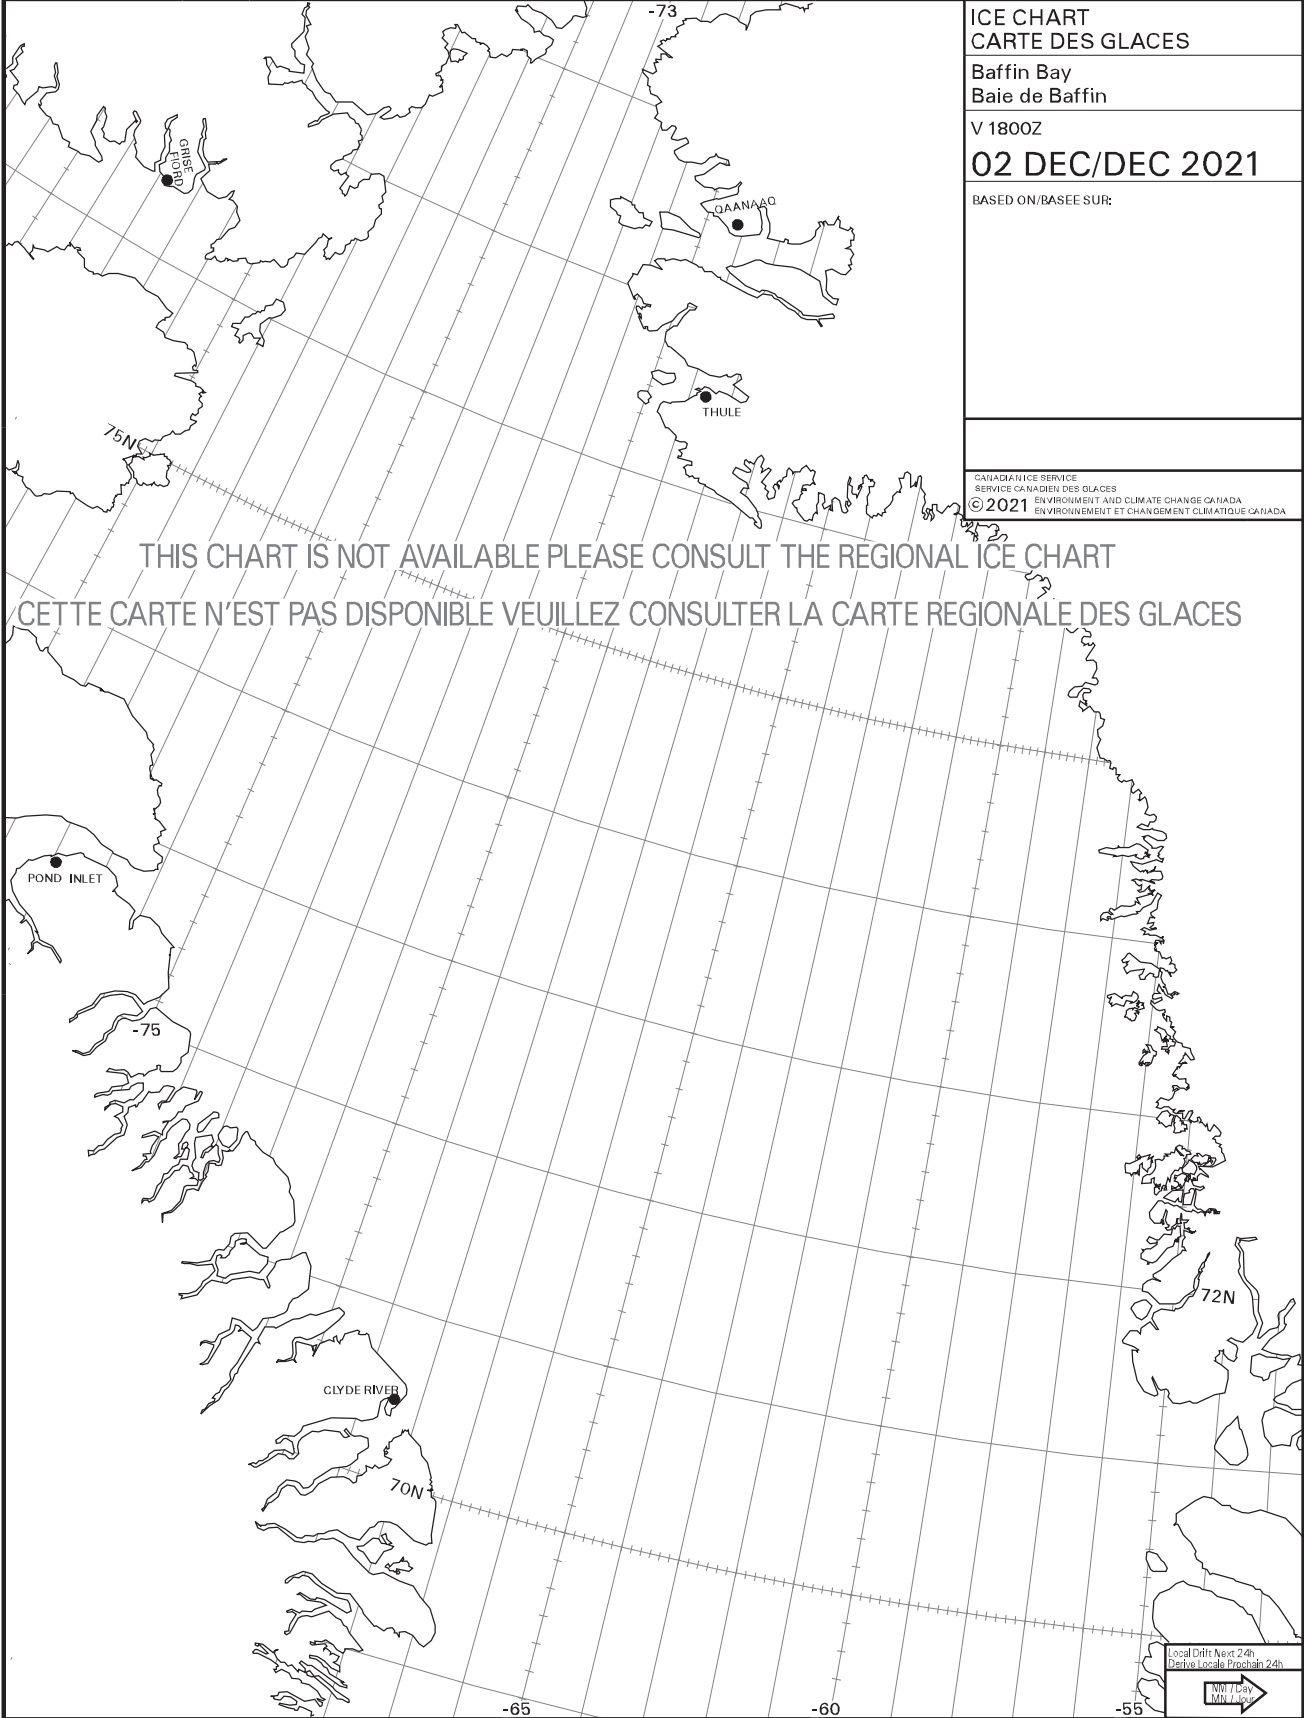 -73
ICE CHART
CARTE DES GLACES
Baffin Bay
Baie de Baffin
V 1800Z
02 DEC/DEC 2021
BASED ON/BASEE SUR:
GRISE
FIORD
QAANAAQ
THULE
75N
CANADIAN ICE SERVICE
SERVICE CANADIEN DES GLACES
© 2021 ENVIRONMENT AND CLIMATE CHANGE CANADA
ENVIRONNEMENT ET CHANGEMENT CLIMATIQUE CANADA
THIS CHART IS NOT AVAILABLE PLEASE CONSULT THE REGIONAL ICE CHART
CETTE CARTE N'EST PAS DISPONIBLE VEUILLEZ CONSULTER LA CARTE REGIONALE DES GLACES
POND INLET
-75
72N
CLYDE RIVER
70N
Local Drift Next 24h
Derive Locale Prochain 24h
NM / Day
MN / Jour
-65
-60
-55